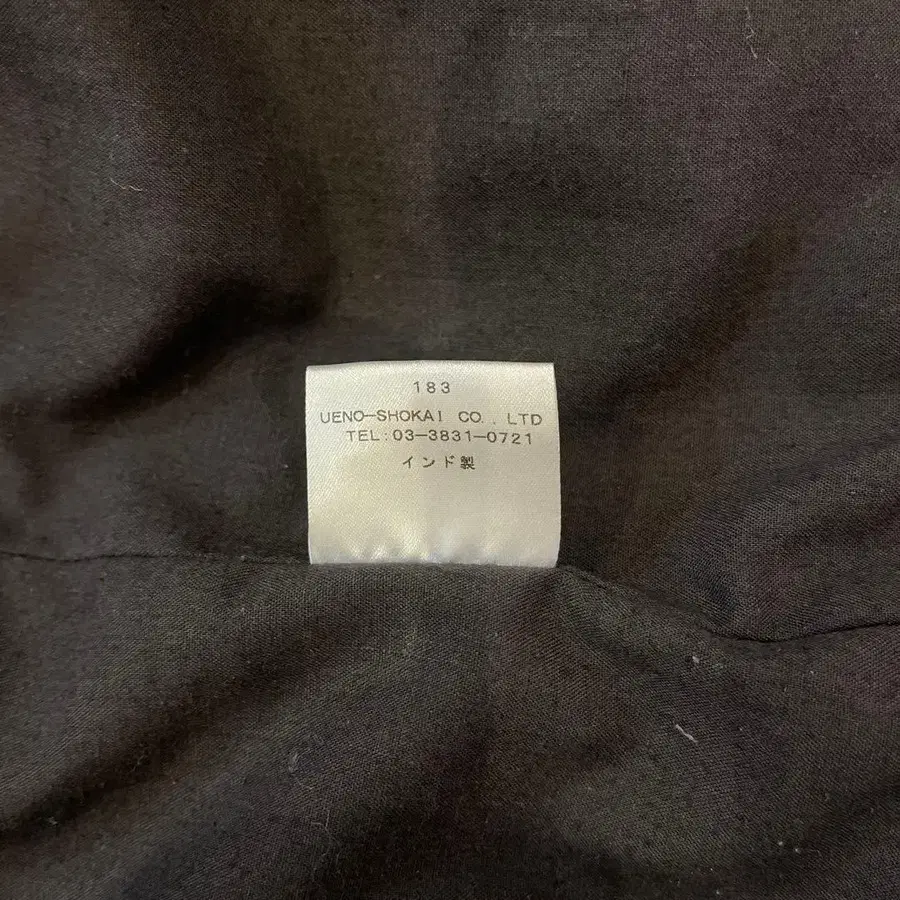 183
UENO-SHOKAI CO., LTD
TEL:03-3831-0721
インド製